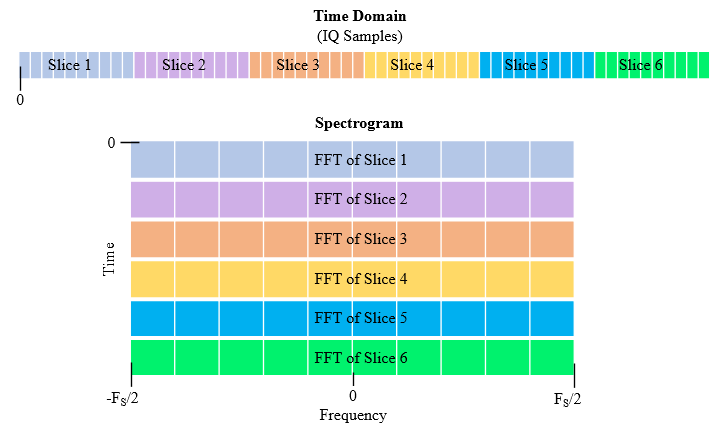 Time Domain
(IQ Samples)
Slice 1 Slice 2 Slice 3 Slice 4 Slice 5 Slice 6
0
Spectrogram
0
FFT of Slice 1
FFT of Slice 2
FFT of Slice 3
FFT of Slice 4
FFT of Slice 5
FFT of Slice 6
Time
-FS/2 0 FS/2
Frequency